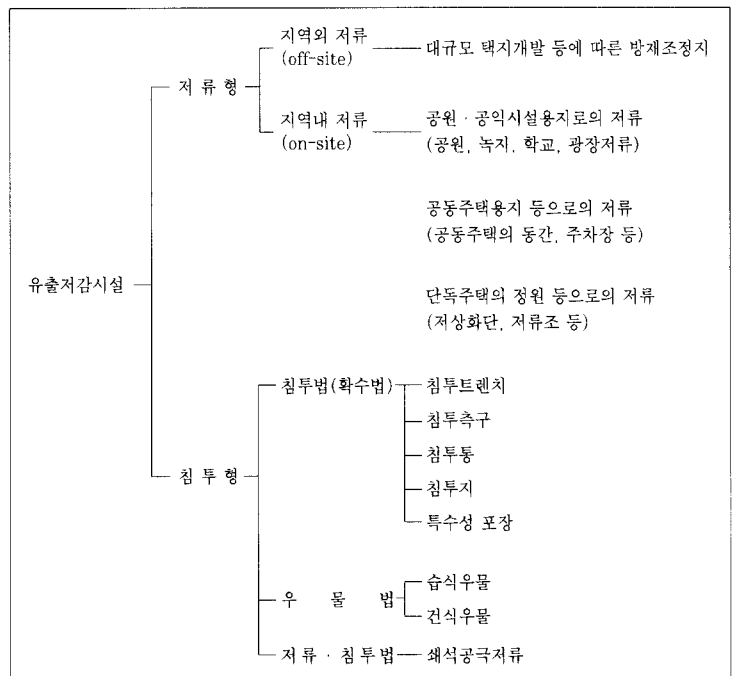 지역외 저류
(off-site)
대규모 택지개발 등에 따른 방재조정지
저 류 형
지역내 저류
(on-site)
공원 · 공익시설용지로의 저류
(공원, 녹지, 학교, 광장저류)
공동주택용지 등으로의 저류
(공동주택의 동간, 주차장 등)
단독주택의 정원 등으로의 저류
(저상화단, 저류조 등)
유출저감시설
침투법(확수법)
침투트렌치
침투측구
침투통
침투지
특수성 포장
침 투 형
우 물 법
습식우물
건식우물
저류 · 침투법
쇄석공극저류